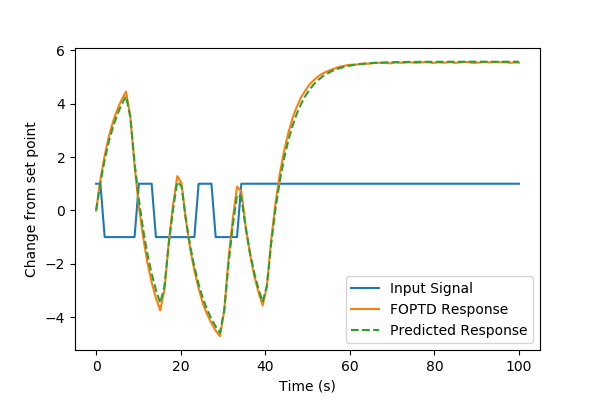 6
4
2
0
−2
−4
Change from set point
0
20
40
60
80
100
Time (s)
Input Signal
FOPTD Response
Predicted Response